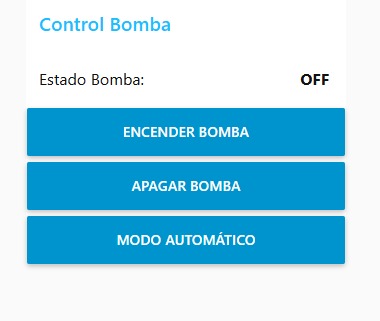 Control Bomba
Estado Bomba: OFF
ENCENDER BOMBA
APAGAR BOMBA
MODO AUTOMÁTICO